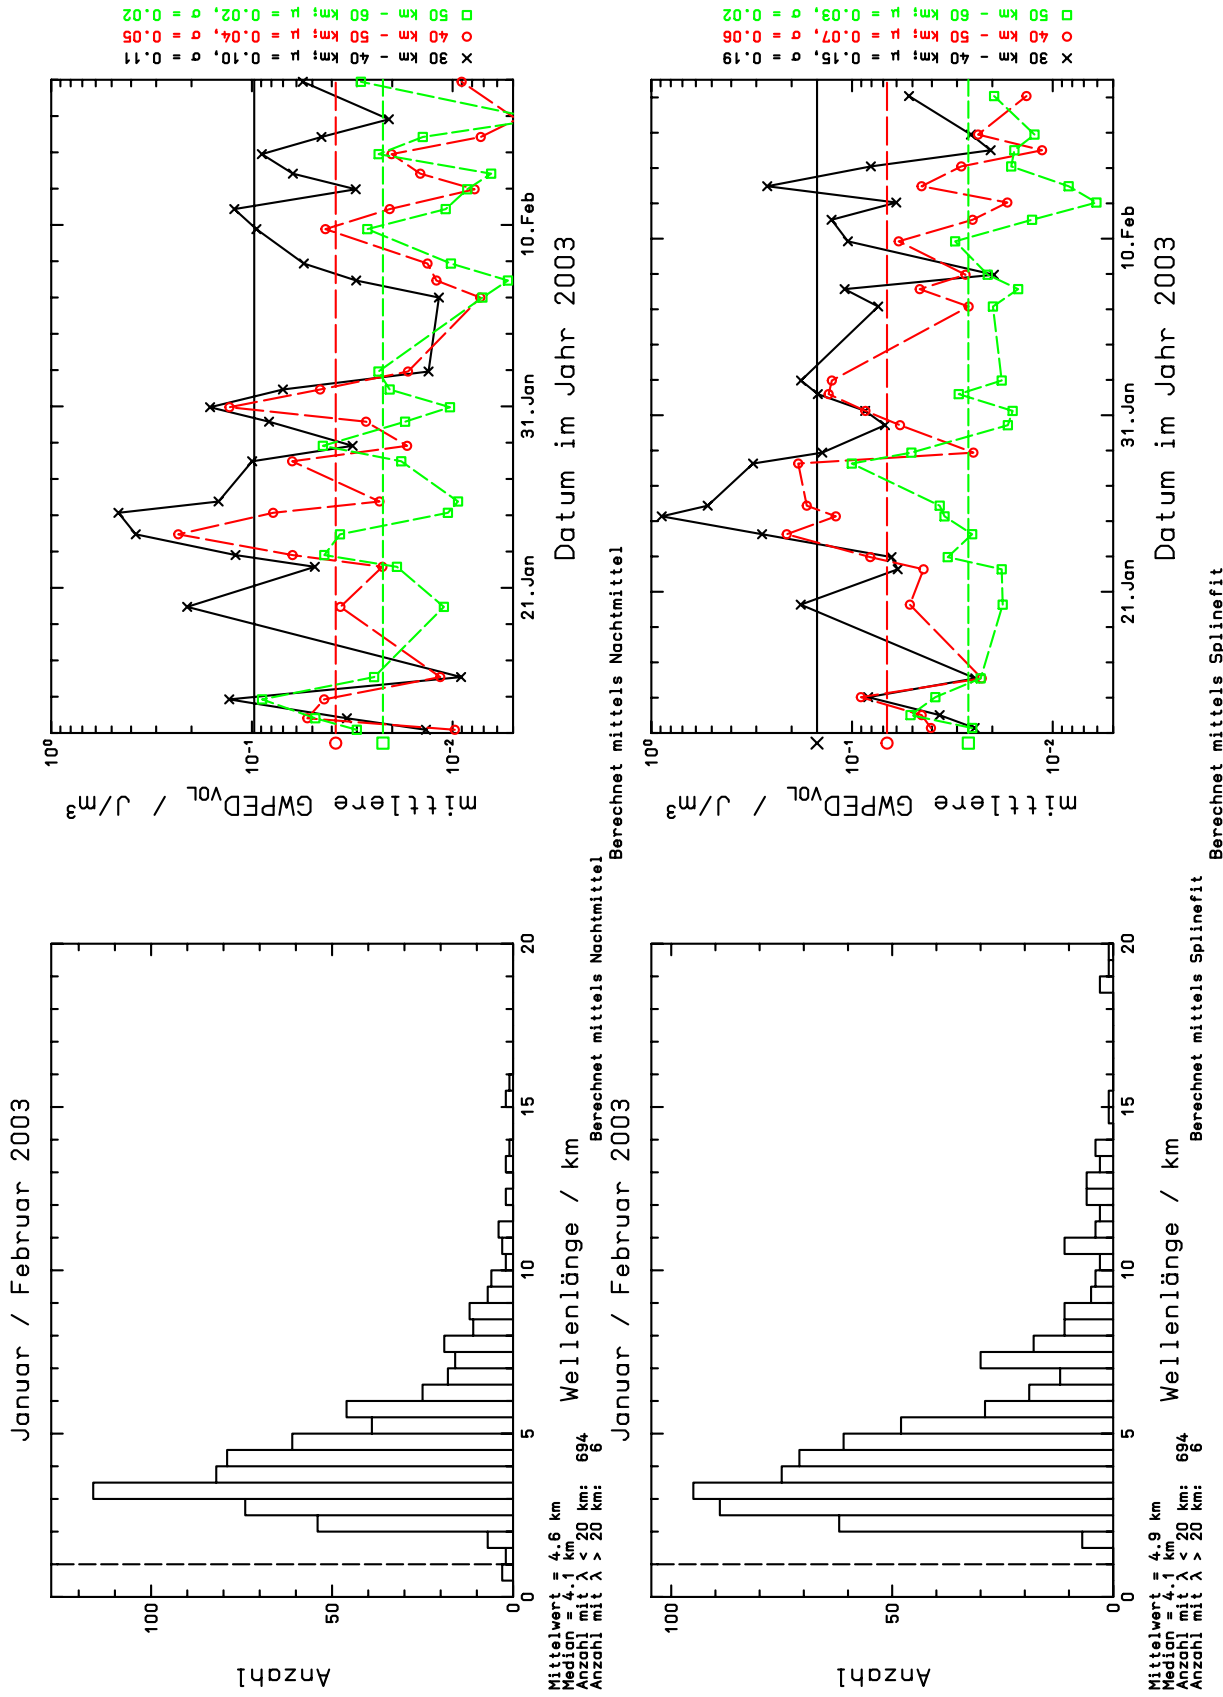 Januar / Februar 2003
Anzahl
0
100
0
5
10
15
20
Wellenlänge / km
Mittelwert = 4.6 km
Median = 4.1 km
Anzahl mit λ < 20 km: 694
Anzahl mit λ > 20 km: 6
Berechnet mittels Nachtmittel
mittlere GWPED_VOL / J/m³
10⁰
10⁻¹
10⁻²
21.Jan
31.Jan
10.Feb
Datum im Jahr 2003
Berechnet mittels Nachtmittel
30 km - 40 km; μ = 0.10, σ = 0.11
40 km - 50 km; μ = 0.04, σ = 0.05
50 km - 60 km; μ = 0.02, σ = 0.02
Januar / Februar 2003
Anzahl
0
50
100
0
5
10
15
20
Wellenlänge / km
Mittelwert = 4.9 km
Median = 4.1 km
Anzahl mit λ < 20 km: 694
Anzahl mit λ > 20 km: 6
Berechnet mittels Splinefit
mittlere GWPED_VOL / J/m³
10⁰
10⁻¹
10⁻²
21.Jan
31.Jan
10.Feb
Datum im Jahr 2003
Berechnet mittels Splinefit
30 km - 40 km; μ = 0.15, σ = 0.19
40 km - 50 km; μ = 0.07, σ = 0.06
50 km - 60 km; μ = 0.03, σ = 0.02